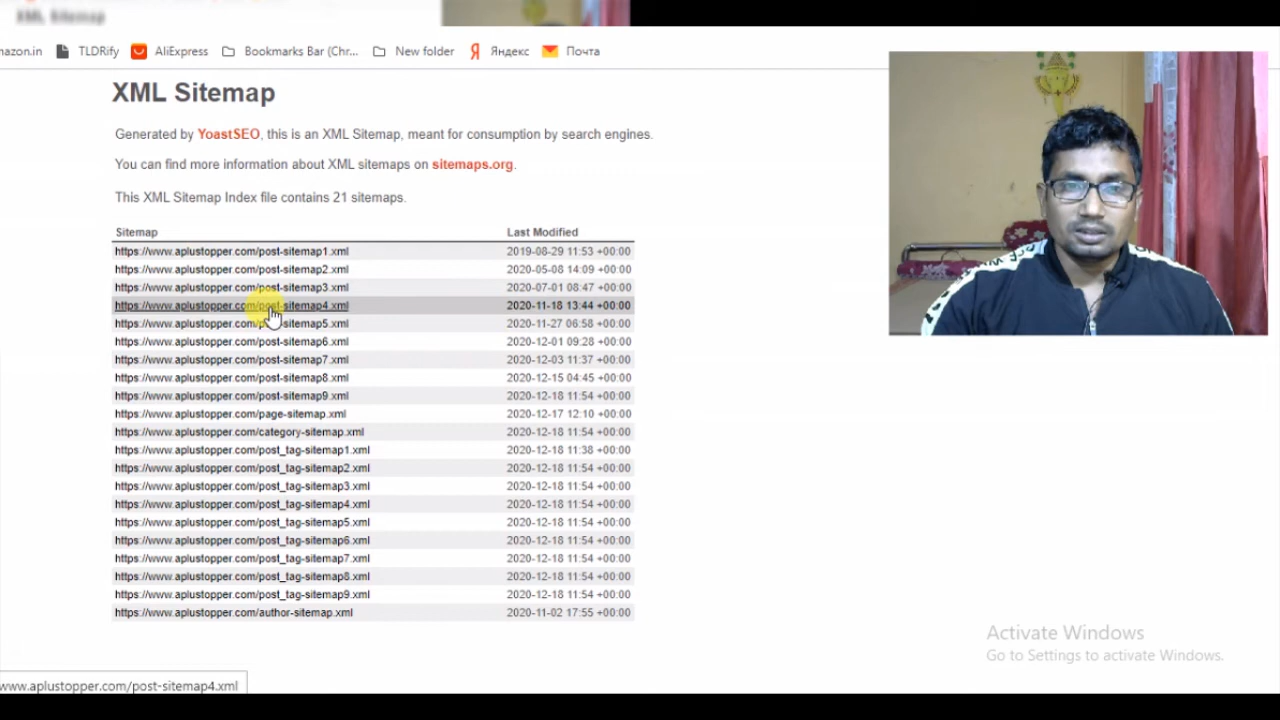 XML Sitemap
mazon.in TLDRify AliExpress Bookmarks Bar (Chr... New folder Яндекс Почта
XML Sitemap
Generated by YoastSEO, this is an XML Sitemap, meant for consumption by search engines.
You can find more information about XML sitemaps on sitemaps.org.
This XML Sitemap Index file contains 21 sitemaps.
Sitemap Last Modified
https://www.aplustopper.com/post-sitemap1.xml 2019-08-29 11:53 +00:00
https://www.aplustopper.com/post-sitemap2.xml 2020-05-08 14:09 +00:00
https://www.aplustopper.com/post-sitemap3.xml 2020-07-01 08:47 +00:00
https://www.aplustopper.com/post-sitemap4.xml 2020-11-18 13:44 +00:00
https://www.aplustopper.com/post-sitemap5.xml 2020-11-27 06:58 +00:00
https://www.aplustopper.com/post-sitemap6.xml 2020-12-01 09:28 +00:00
https://www.aplustopper.com/post-sitemap7.xml 2020-12-03 11:37 +00:00
https://www.aplustopper.com/post-sitemap8.xml 2020-12-15 04:45 +00:00
https://www.aplustopper.com/post-sitemap9.xml 2020-12-18 11:54 +00:00
https://www.aplustopper.com/page-sitemap.xml 2020-12-17 12:10 +00:00
https://www.aplustopper.com/category-sitemap.xml 2020-12-18 11:54 +00:00
https://www.aplustopper.com/post_tag-sitemap1.xml 2020-12-18 11:38 +00:00
https://www.aplustopper.com/post_tag-sitemap2.xml 2020-12-18 11:54 +00:00
https://www.aplustopper.com/post_tag-sitemap3.xml 2020-12-18 11:54 +00:00
https://www.aplustopper.com/post_tag-sitemap4.xml 2020-12-18 11:54 +00:00
https://www.aplustopper.com/post_tag-sitemap5.xml 2020-12-18 11:54 +00:00
https://www.aplustopper.com/post_tag-sitemap6.xml 2020-12-18 11:54 +00:00
https://www.aplustopper.com/post_tag-sitemap7.xml 2020-12-18 11:54 +00:00
https://www.aplustopper.com/post_tag-sitemap8.xml 2020-12-18 11:54 +00:00
https://www.aplustopper.com/post_tag-sitemap9.xml 2020-12-18 11:54 +00:00
https://www.aplustopper.com/author-sitemap.xml 2020-11-02 17:55 +00:00
Activate Windows
Go to Settings to activate Windows.
www.aplustopper.com/post-sitemap4.xml